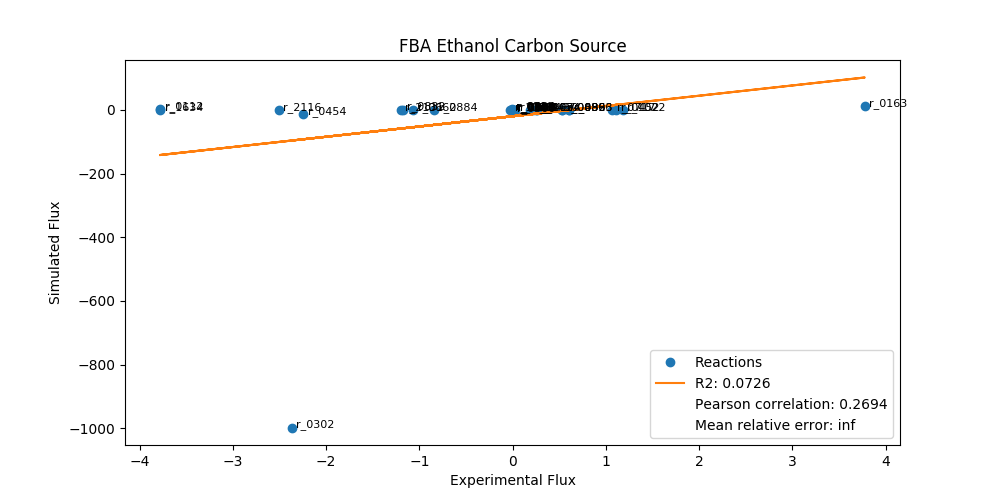 FBA Ethanol Carbon Source
Simulated Flux
0
−200
−400
−600
−800
−1000
r_2116
r_0454
r_0163
r_0302
Reactions
R2: 0.0726
Pearson correlation: 0.2694
Mean relative error: inf
−4 −3 −2 −1 0 1 2 3 4
Experimental Flux